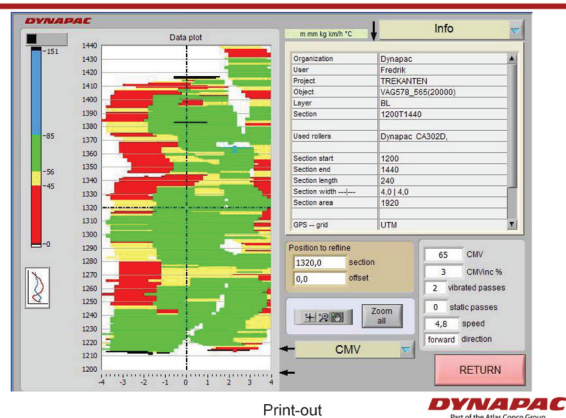 DYNAPAC
Data plot
151
85
56
45
0
1440
1430
1420
1410
1400
1390
1380
1370
1360
1350
1340
1330
1320
1310
1300
1290
1280
1270
1260
1250
1240
1230
1220
1210
1200
-4 -3 -2 -1 0 1 2 3 4
m mm kg km/h °C
Info
Organization Dynapac
User Fredrik
Project TREKANTEN
Object VAG578_565(20000)
Layer BL
Section 1200T1440
Used rollers Dynapac CA302D,
Section start 1200
Section end 1440
Section length 240
Section width ---|--- 4,0 | 4,0
Section area 1920
GPS -- grid UTM
Position to refline
1320,0 section
0,0 offset
Zoom
all
CMV
65 CMV
3 CMVinc %
2 vibrated passes
0 static passes
4,8 speed
forward direction
RETURN
Print-out
DYNAPAC
Part of the Atlas Copco Group